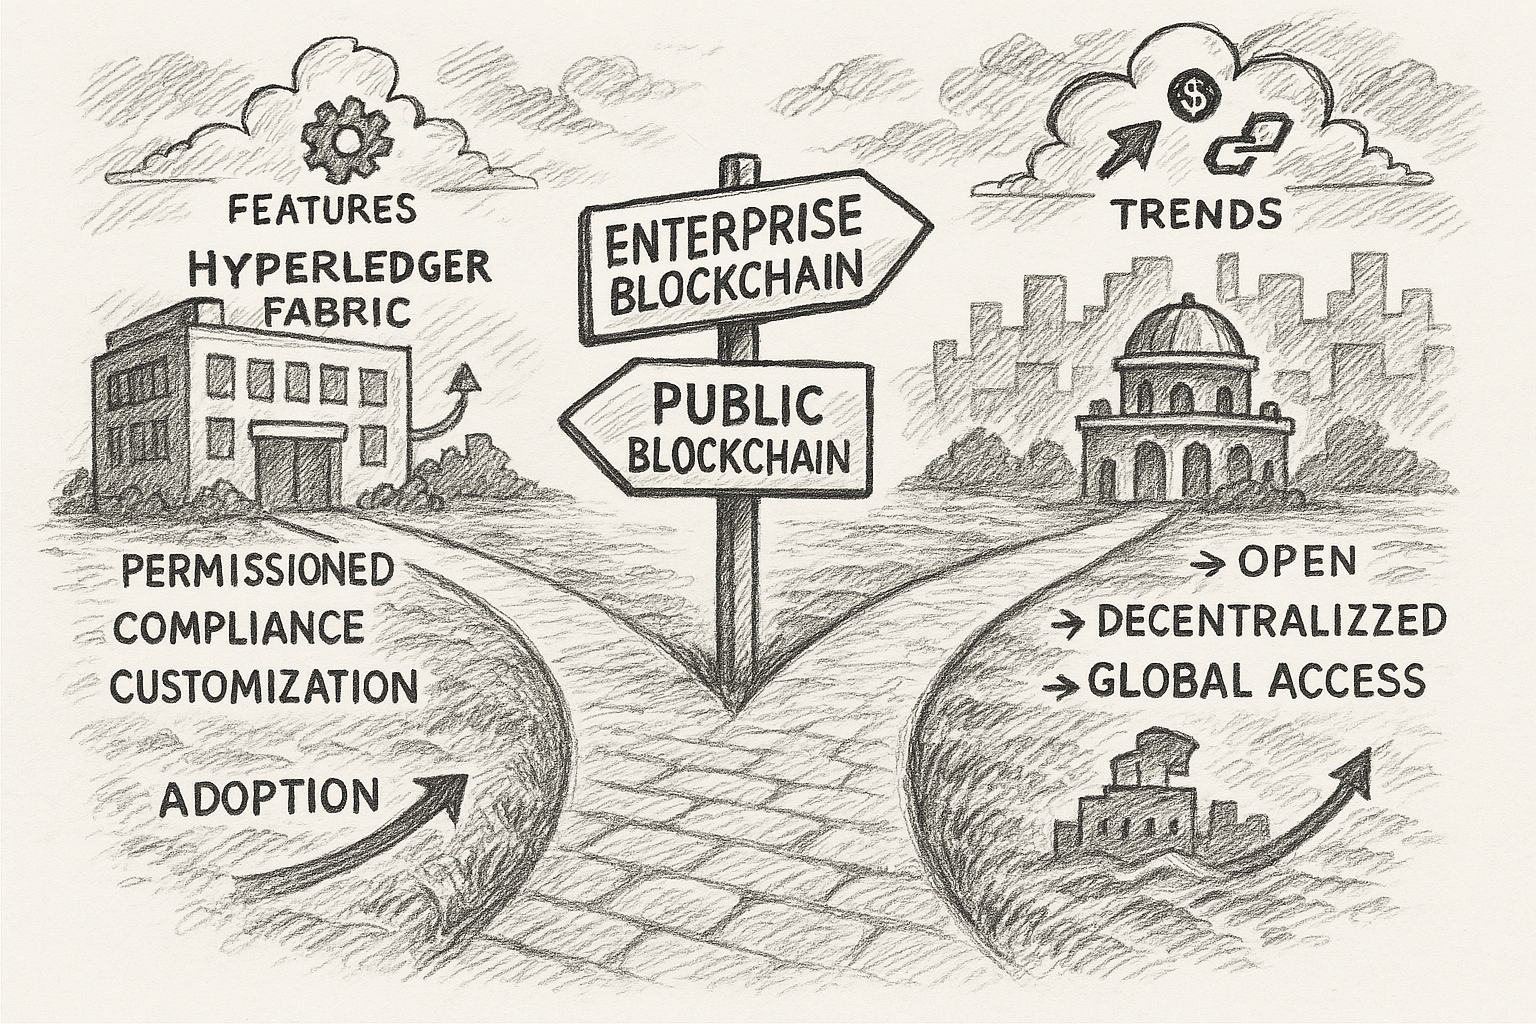 FEATURES
HYPERLEDGER
FABRIC
ENTERPRISE
BLOCKCHAIN
PUBLIC
BLOCKCHAIN
$
TRENDS
PERMISSIONED
COMPLIANCE
CUSTOMIZATION
ADOPTION
→ OPEN
→ DECENTRALIZZED
→ GLOBAL ACCESS